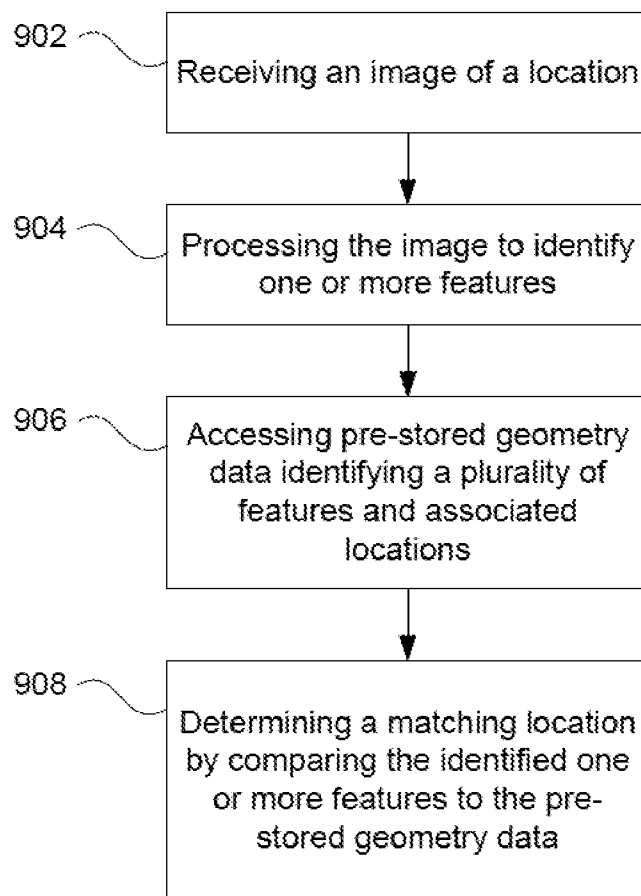 902
Receiving an image of a location
904
Processing the image to identify
one or more features
906
Accessing pre-stored geometry
data identifying a plurality of
features and associated
locations
908
Determining a matching location
by comparing the identified one
or more features to the pre-
stored geometry data